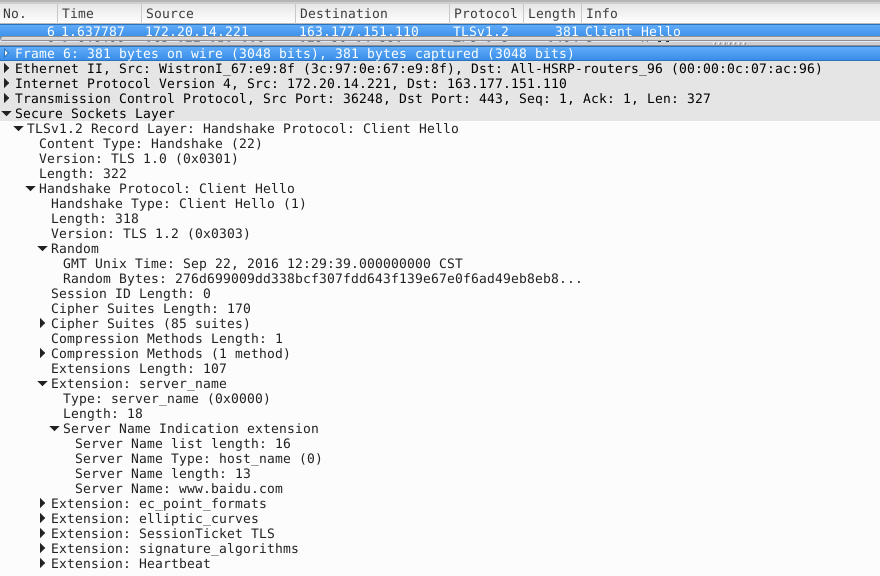 No. Time Source Destination Protocol Length Info
6 1.637787 172.20.14.221 163.177.151.110 TLSv1.2 381 Client Hello
Frame 6: 381 bytes on wire (3048 bits), 381 bytes captured (3048 bits)
Ethernet II, Src: WistronI_67:e9:8f (3c:97:0e:67:e9:8f), Dst: All-HSRP-routers_96 (00:00:0c:07:ac:96)
Internet Protocol Version 4, Src: 172.20.14.221, Dst: 163.177.151.110
Transmission Control Protocol, Src Port: 36248, Dst Port: 443, Seq: 1, Ack: 1, Len: 327
Secure Sockets Layer
TLSv1.2 Record Layer: Handshake Protocol: Client Hello
Content Type: Handshake (22)
Version: TLS 1.0 (0x0301)
Length: 322
Handshake Protocol: Client Hello
Handshake Type: Client Hello (1)
Length: 318
Version: TLS 1.2 (0x0303)
Random
GMT Unix Time: Sep 22, 2016 12:29:39.000000000 CST
Random Bytes: 276d699009dd338bcf307fdd643f139e67e0f6ad49eb8eb8...
Session ID Length: 0
Cipher Suites Length: 170
Cipher Suites (85 suites)
Compression Methods Length: 1
Compression Methods (1 method)
Extensions Length: 107
Extension: server_name
Type: server_name (0x0000)
Length: 18
Server Name Indication extension
Server Name list length: 16
Server Name Type: host_name (0)
Server Name length: 13
Server Name: www.baidu.com
Extension: ec_point_formats
Extension: elliptic_curves
Extension: SessionTicket TLS
Extension: signature_algorithms
Extension: Heartbeat